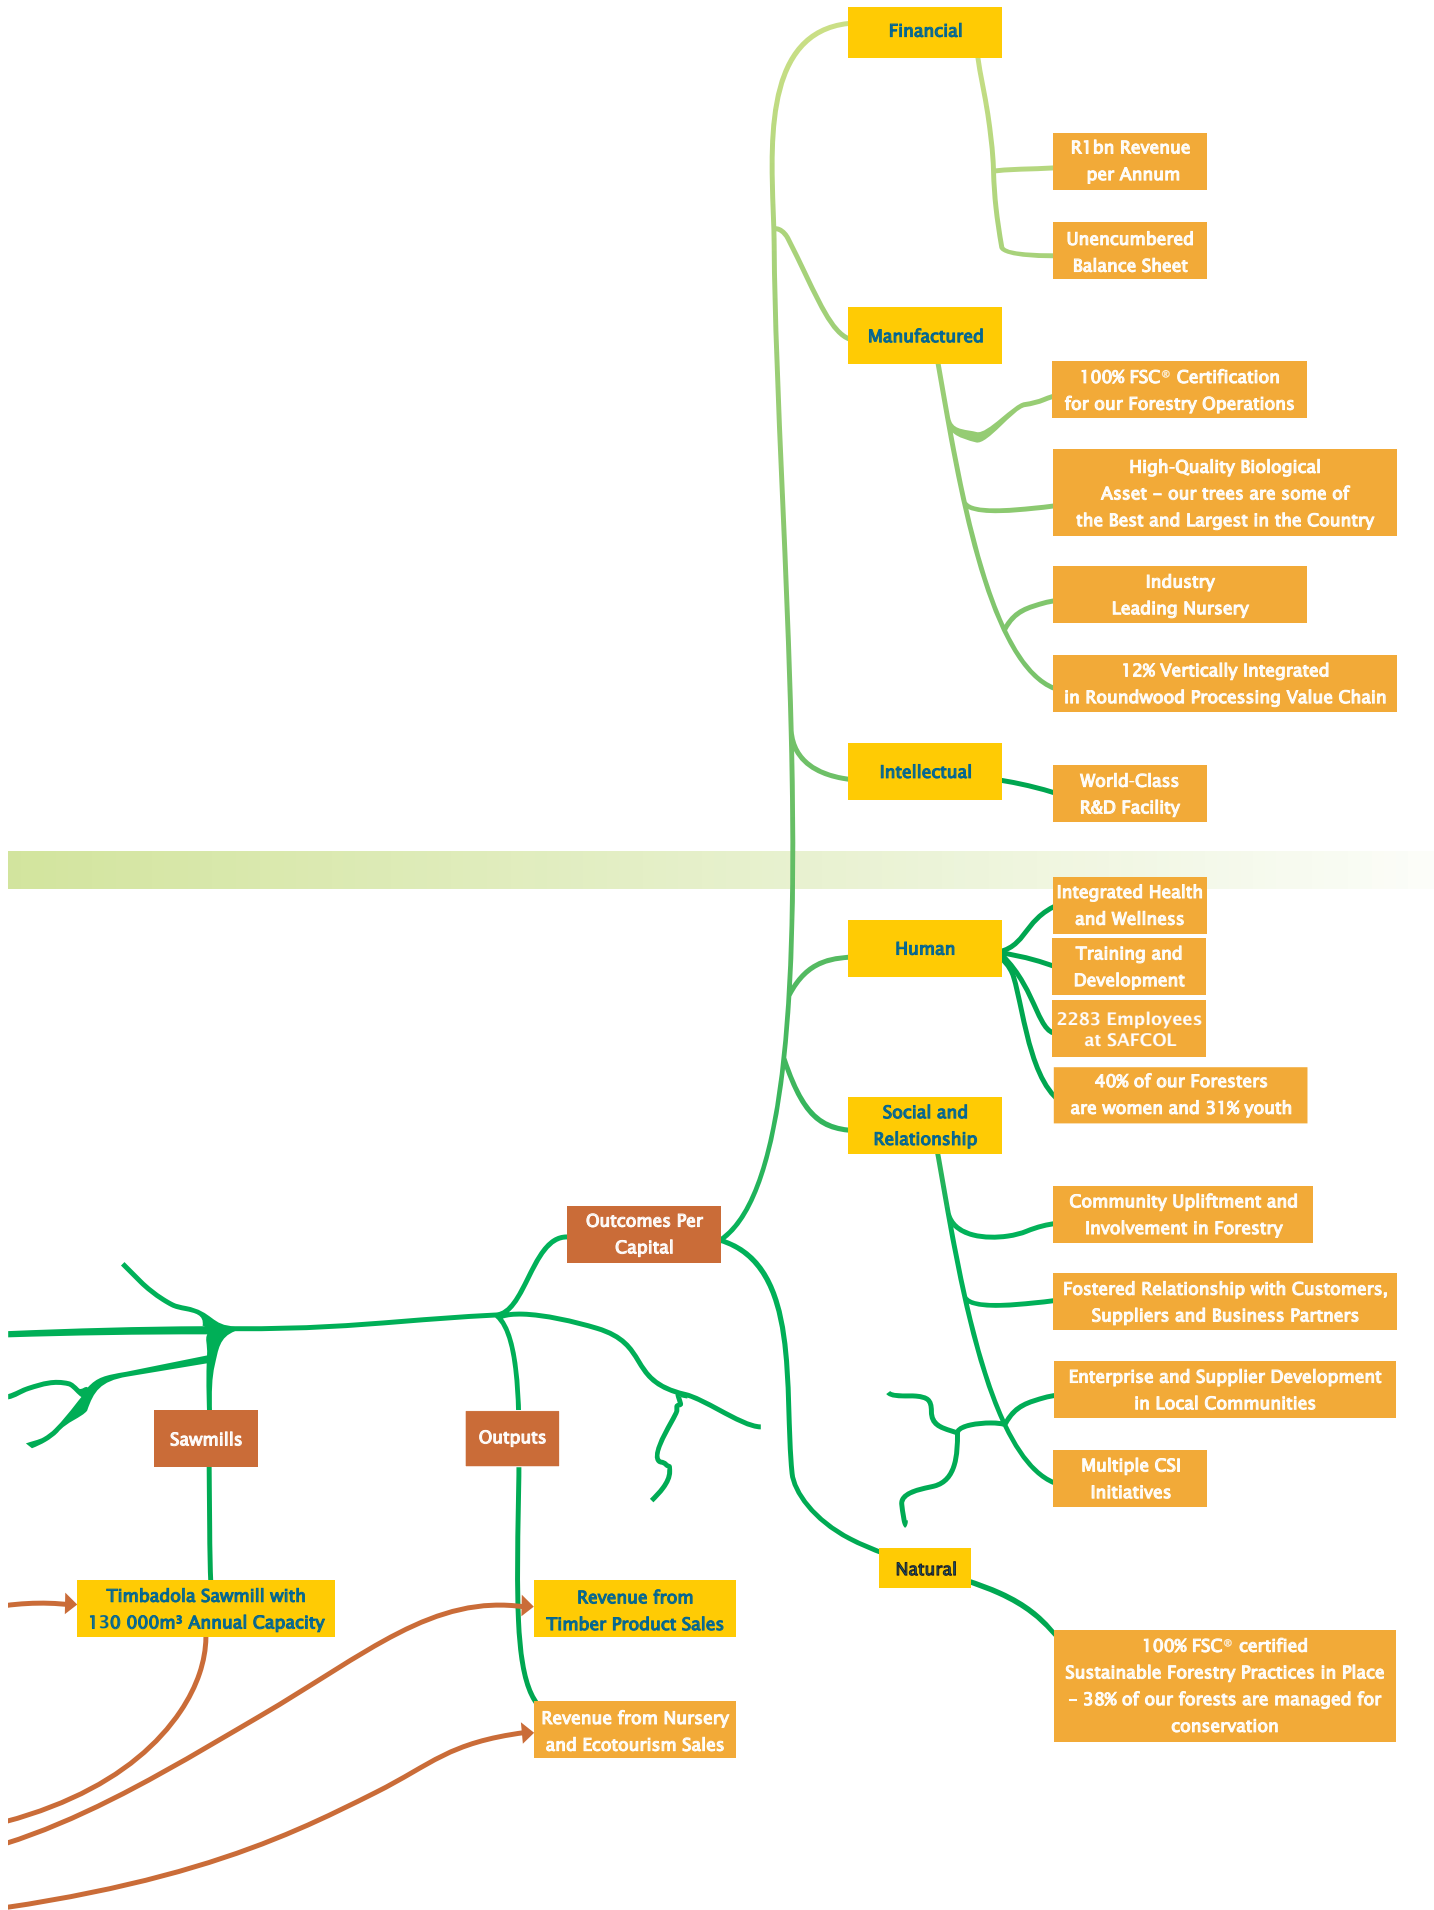 Financial
R1bn Revenue
per Annum
Unencumbered
Balance Sheet
Manufactured
100% FSC® Certification
for our Forestry Operations
High-Quality Biological
Asset – our trees are some of
the Best and Largest in the Country
Industry
Leading Nursery
12% Vertically Integrated
in Roundwood Processing Value Chain
Intellectual
World-Class
R&D Facility
Human
Integrated Health
and Wellness
Training and
Development
2283 Employees
at SAFCOL
40% of our Foresters
are women and 31% youth
Social and
Relationship
Community Upliftment and
Involvement in Forestry
Fostered Relationship with Customers,
Suppliers and Business Partners
Enterprise and Supplier Development
in Local Communities
Multiple CSI
Initiatives
Outcomes Per
Capital
Sawmills
Outputs
Natural
Timbadola Sawmill with
130 000m³ Annual Capacity
Revenue from
Timber Product Sales
Revenue from Nursery
and Ecotourism Sales
100% FSC® certified
Sustainable Forestry Practices in Place
– 38% of our forests are managed for
conservation